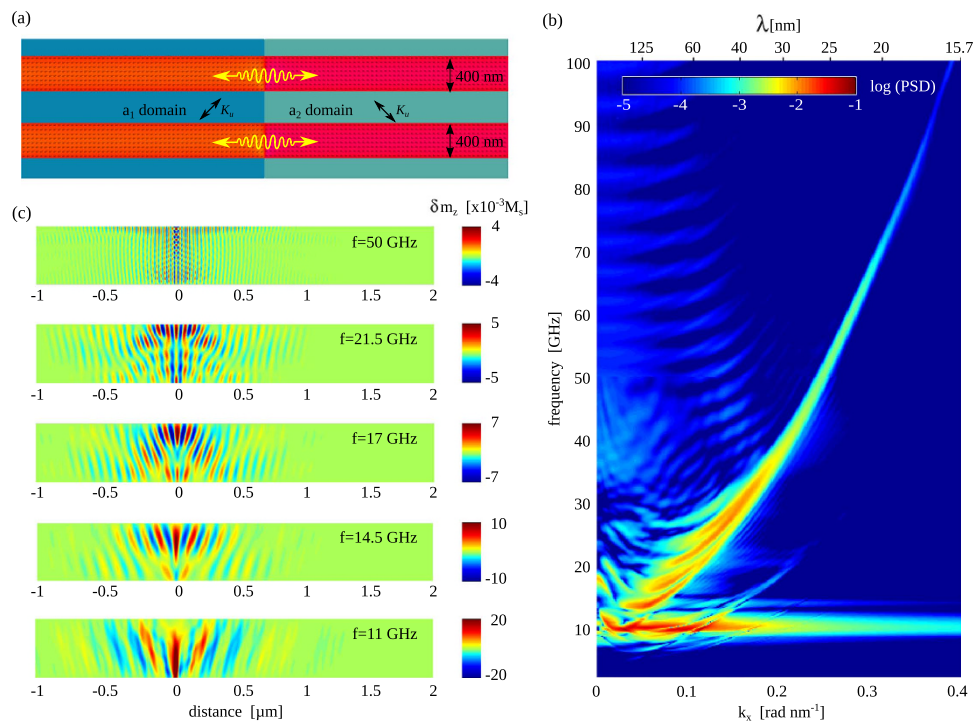 (a)
400 nm
a1 domain
Ku
a2 domain
Ku
400 nm
(b)
λ[nm]
125 60 40 30 25 20 15.7
100
90
80
70
60
50
40
30
20
10
frequency [GHz]
-5 -4 -3 -2 -1
log (PSD)
0 0.1 0.2 0.3 0.4
kx [rad nm-1]
(c)
δmz [x10-3Ms]
f=50 GHz
4
-4
-1 -0.5 0 0.5 1 1.5 2
f=21.5 GHz
5
-5
-1 -0.5 0 0.5 1 1.5 2
f=17 GHz
7
-7
-1 -0.5 0 0.5 1 1.5 2
f=14.5 GHz
10
-10
-1 -0.5 0 0.5 1 1.5 2
f=11 GHz
20
-20
-1 -0.5 0 0.5 1 1.5 2
distance [µm]